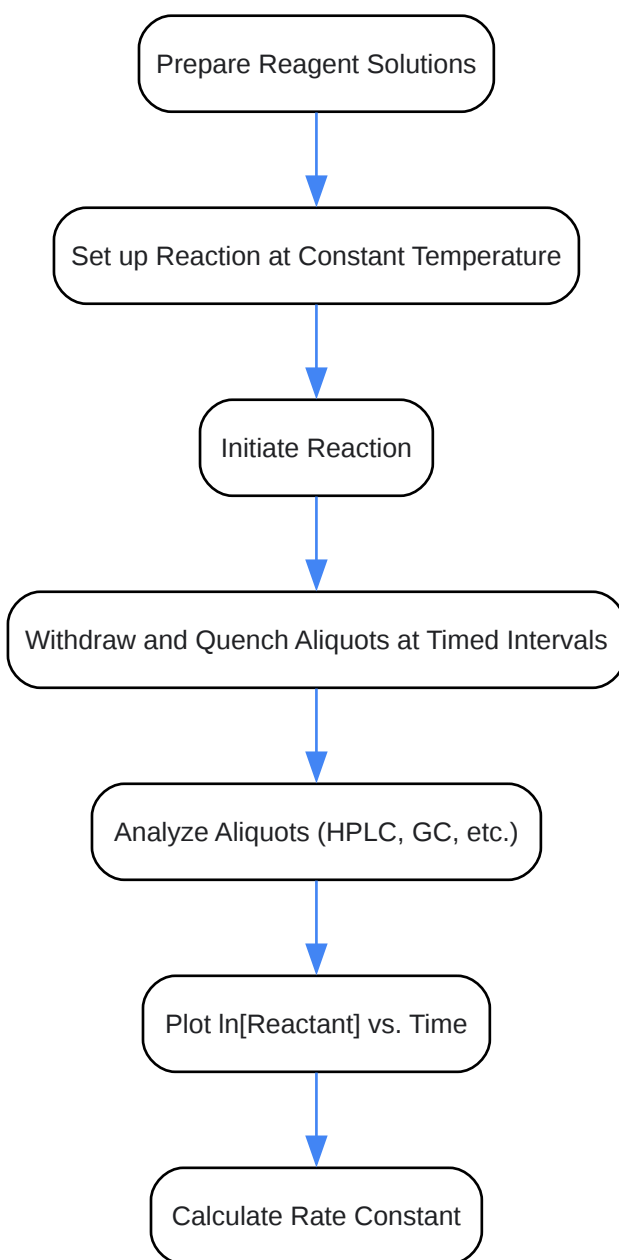 Prepare Reagent Solutions
Set up Reaction at Constant Temperature
Initiate Reaction
Withdraw and Quench Aliquots at Timed Intervals
Analyze Aliquots (HPLC, GC, etc.)
Plot ln[Reactant] vs. Time
Calculate Rate Constant